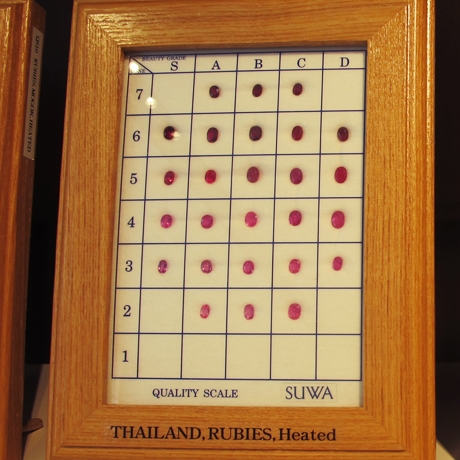 BEAUTY GRADE
S A B C D
7
6
5
4
3
2
1
QUALITY SCALE SUWA
THAILAND, RUBIES, Heated